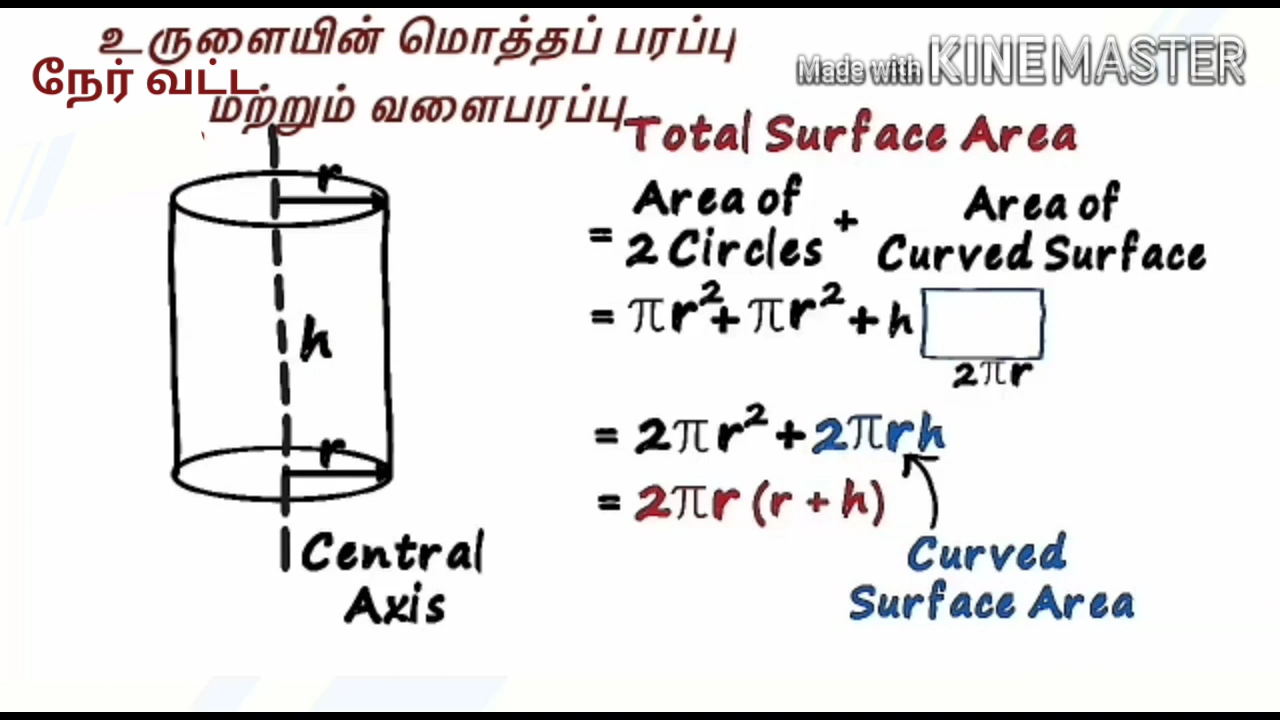 உருளையின் மொத்தப் பரப்பு
நேர் வட்ட
மற்றும் வளைபரப்பு
Made with KINEMASTER
Total Surface Area
= Area of 2 Circles + Area of Curved Surface
= πr² + πr² + h
2πr
= 2πr² + 2πrh
= 2πr (r + h)
Curved
Surface Area
r
h
r
Central
Axis